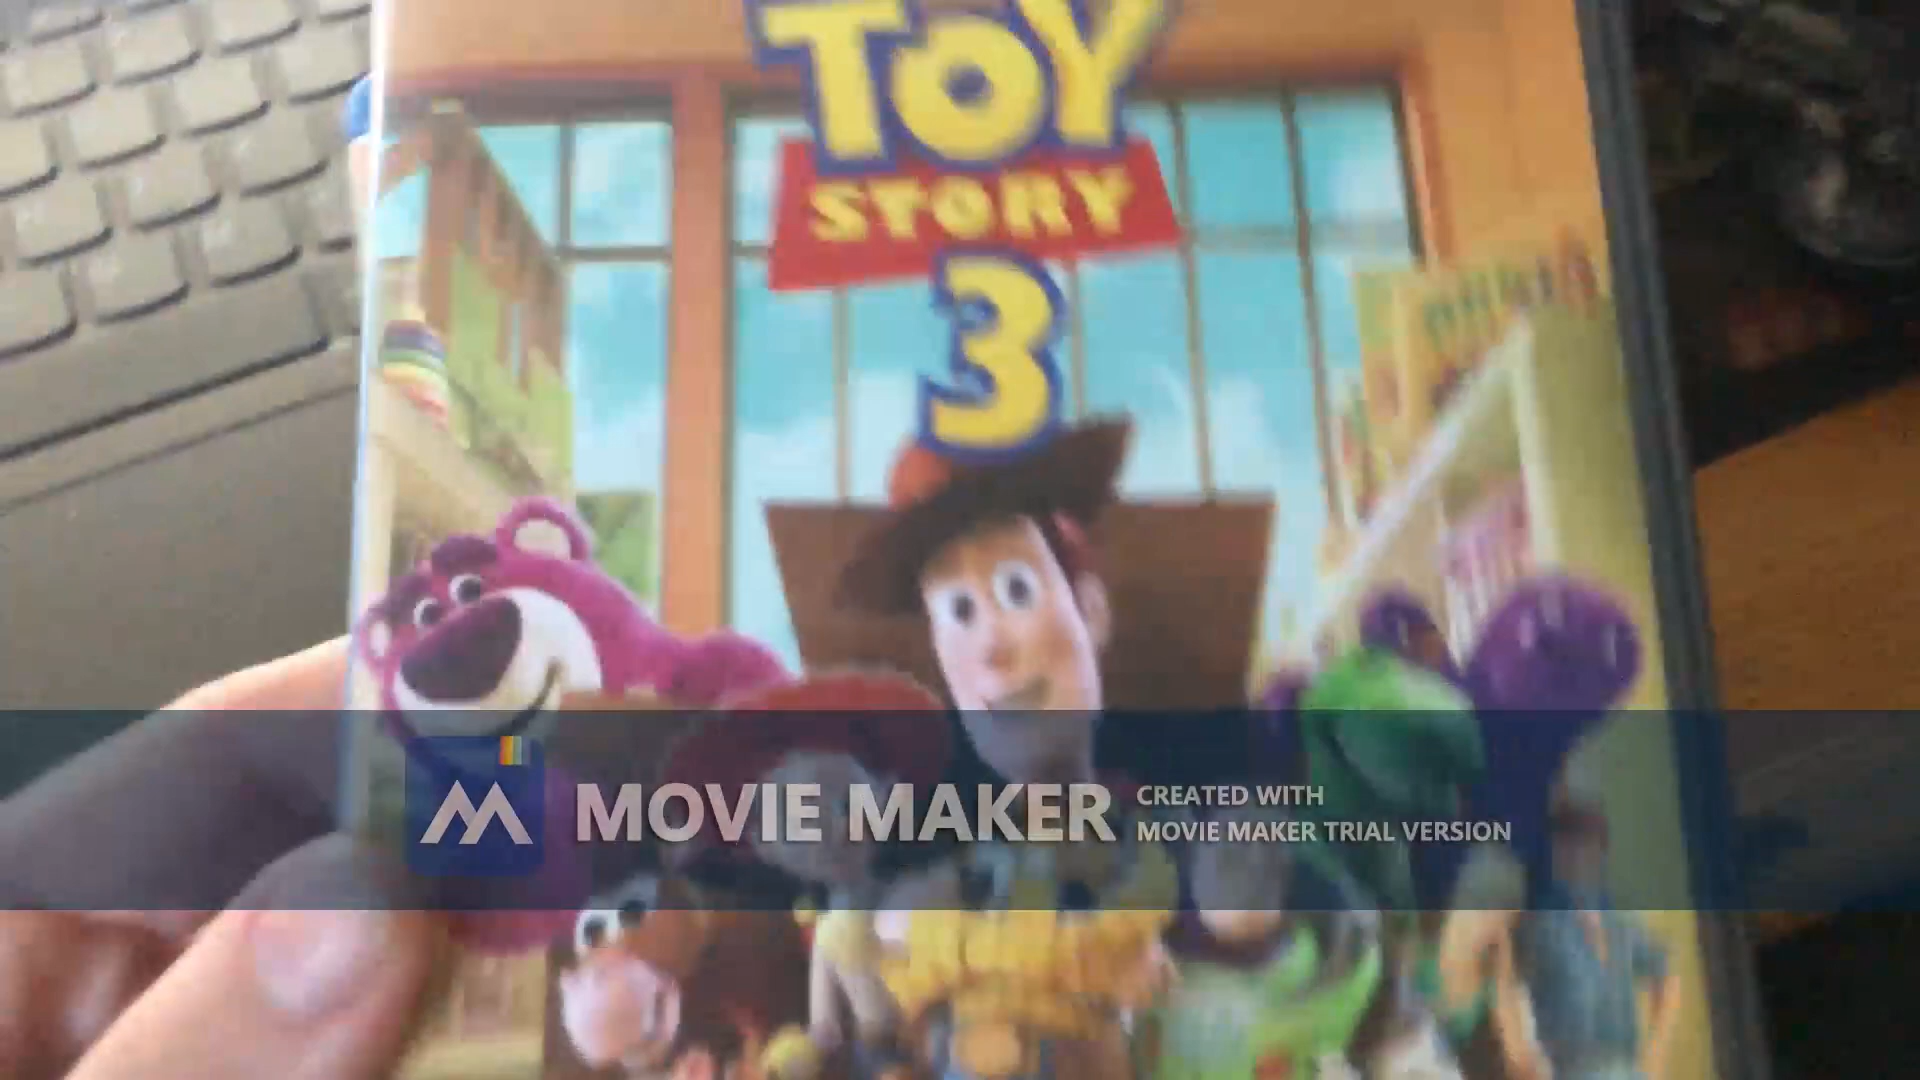 TOY
STORY
3
MOVIE MAKER
CREATED WITH
MOVIE MAKER TRIAL VERSION